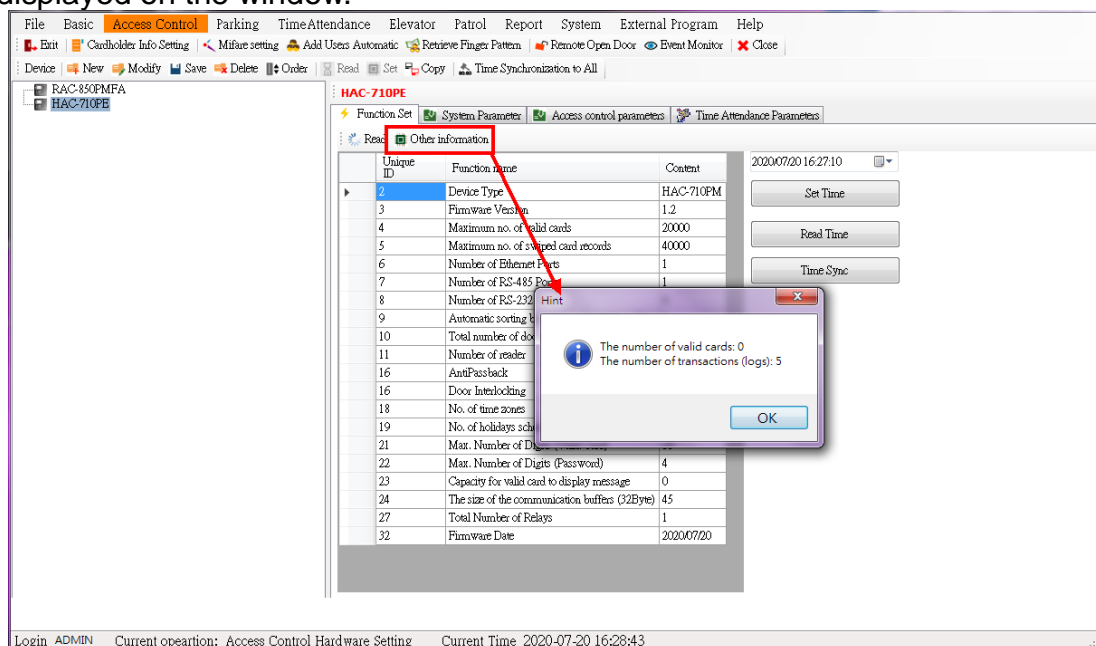 displayed on the window.
File Basic Access Control Parking TimeAttendance Elevator Patrol Report System External Program Help
Exit Cardholder Info Setting Mifare setting Add Users Automatic Retrieve Finger Pattern Remote Open Door Event Monitor Close
Device New Modify Save Delete Order Read Set Copy Time Synchronization to All
RAC-850PMFA
HAC-710PE
HAC-710PE
Function Set System Parameter Access control parameters Time Attendance Parameters
Read Other information
Unique ID Function name Content
2 Device Type HAC-710PM
3 Firmware Version 1.2
4 Maximum no. of valid cards 20000
5 Maximum no. of swiped card records 40000
6 Number of Ethernet Ports 1
7 Number of RS-485 Ports 1
8 Number of RS-232
9 Automatic sorting
10 Total number of
11 Number of reader
16 AntiPassback
16 Door Interlocking
18 No. of time zones
19 No. of holidays
21 Max. Number of
22 Max. Number of Digits (Password) 4
23 Capacity for valid card to display message 0
24 The size of the communication buffers (32Byte) 45
27 Total Number of Relays 1
32 Firmware Date 2020/07/20
2020/07/20 16:27:10
Set Time
Read Time
Time Sync
Hint
The number of valid cards: 0
The number of transactions (logs): 5
OK
Login ADMIN Current opeartion: Access Control Hardware Setting Current Time 2020-07-20 16:28:43